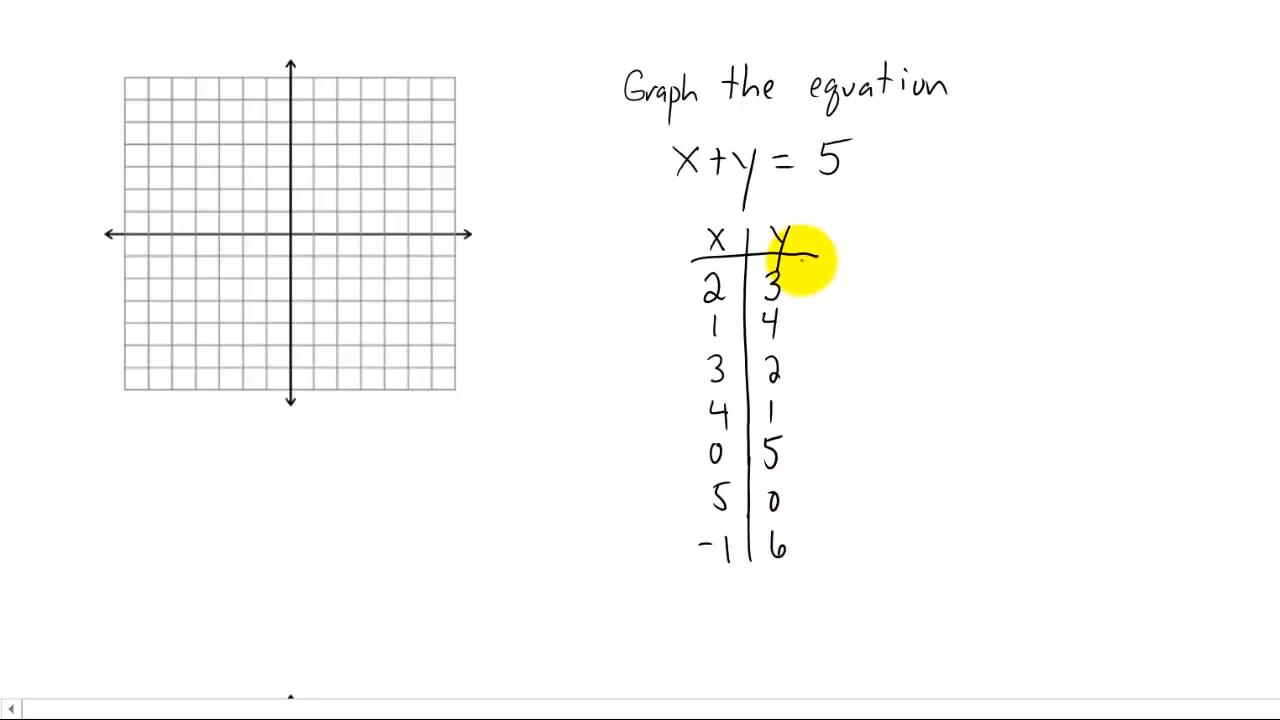 Graph the equation
x+y = 5
x y
2 3
1 4
3 2
4 1
0 5
5 0
-1 6